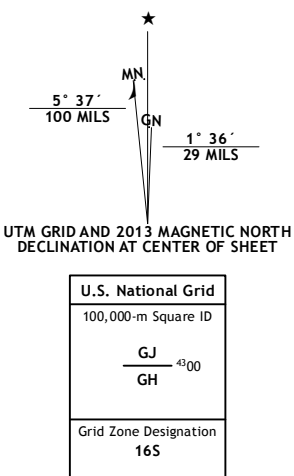 ★
MN
GN
5° 37´
100 MILS
1° 36´
29 MILS
UTM GRID AND 2013 MAGNETIC NORTH
DECLINATION AT CENTER OF SHEET
U.S. National Grid
100,000-m Square ID
GJ
GH
4300
Grid Zone Designation
16S